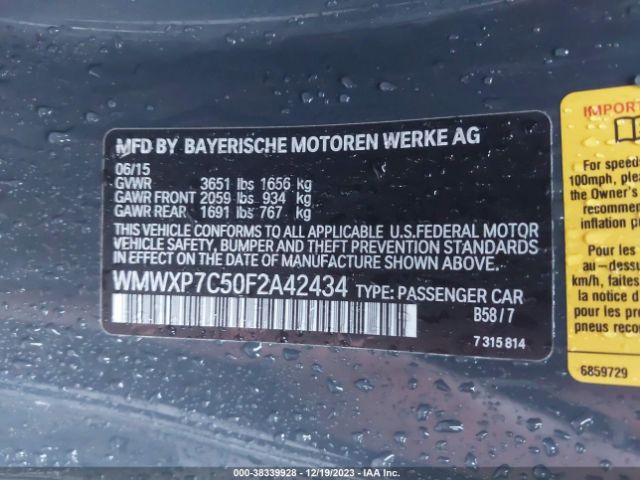 MFD BY BAYERISCHE MOTOREN WERKE AG
06/15
GVWR 3651 lbs 1656 kg
GAWR FRONT 2059 lbs 934 kg
GAWR REAR 1691 lbs 767 kg
THIS VEHICLE CONFORMS TO ALL APPLICABLE U.S.FEDERAL MOTOR
VEHICLE SAFETY, BUMPER AND THEFT PREVENTION STANDARDS
IN EFFECT ON THE DATE OF MANUFACTURE SHOWN ABOVE.
WMWXP7C50F2A42434 TYPE: PASSENGER CAR
B58/7
7 315 814
IMPORT
For speeds
100mph, plea
the Owner's
recommen
inflation p
Pour les
au-dessu
km/h, faites
la notice d
pour les p
pneus reco
6859729
000-38339928 - 12/19/2023 - IAA Inc.